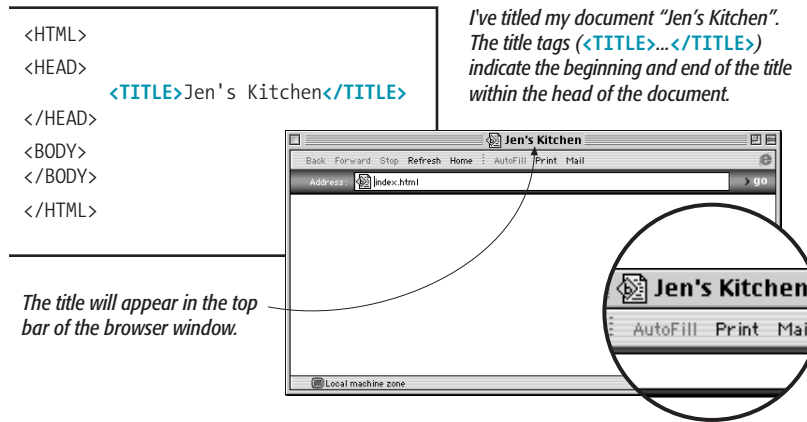 <HTML>
<HEAD>
<TITLE>Jen's Kitchen</TITLE>
</HEAD>
<BODY>
</BODY>
</HTML>
I've titled my document “Jen’s Kitchen”.
The title tags (<TITLE>...</TITLE>)
indicate the beginning and end of the title
within the head of the document.
Jen's Kitchen
Back Forward Stop Refresh Home AutoFill Print Mail
Address: index.html go
The title will appear in the top
bar of the browser window.
Jen's Kitchen
AutoFill Print Mai
Local machine zone